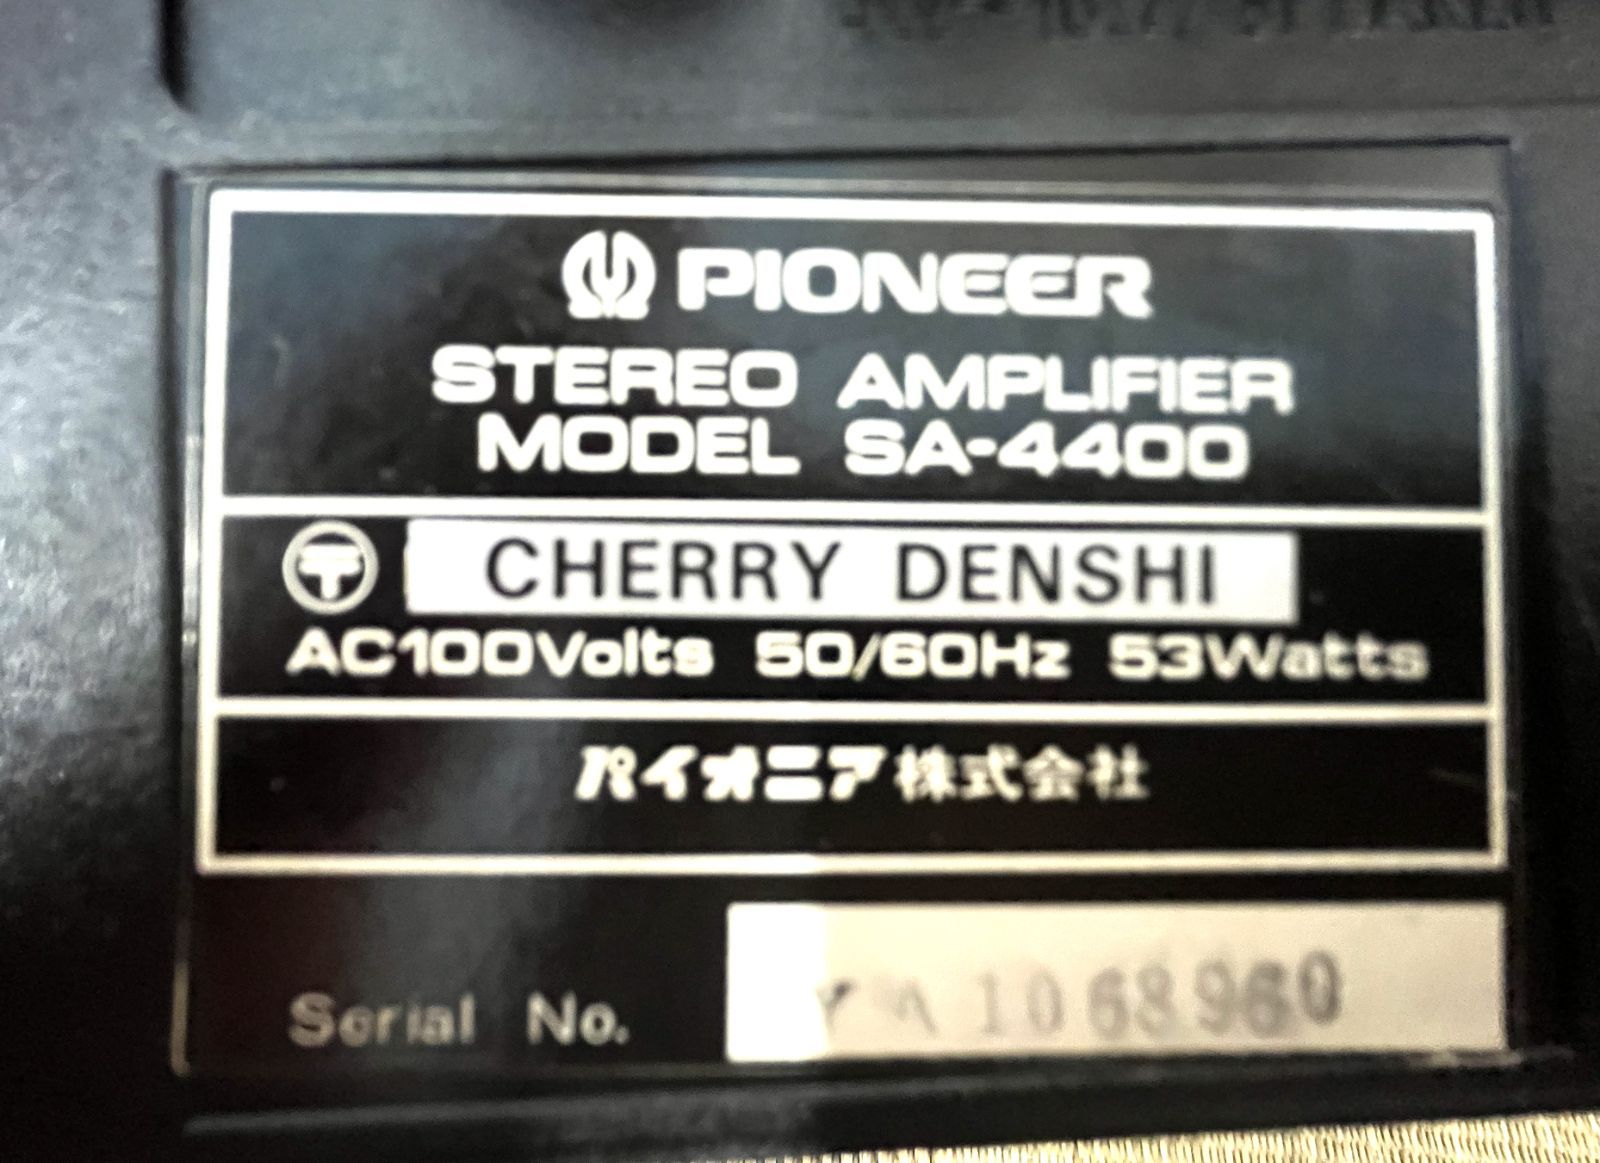 PIONEER
STEREO AMPLIFIER
MODEL SA-4400
〒 CHERRY DENSHI
AC100Volts 50/60Hz 53Watts
パイオニア株式会社
Serial No. 1068960